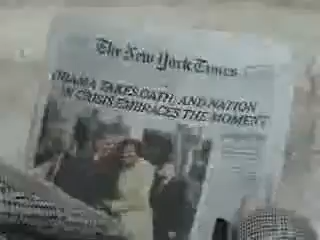 The New York Times
OBAMA TAKES OATH, AND NATION
IN CRISIS EMBRACES THE MOMENT